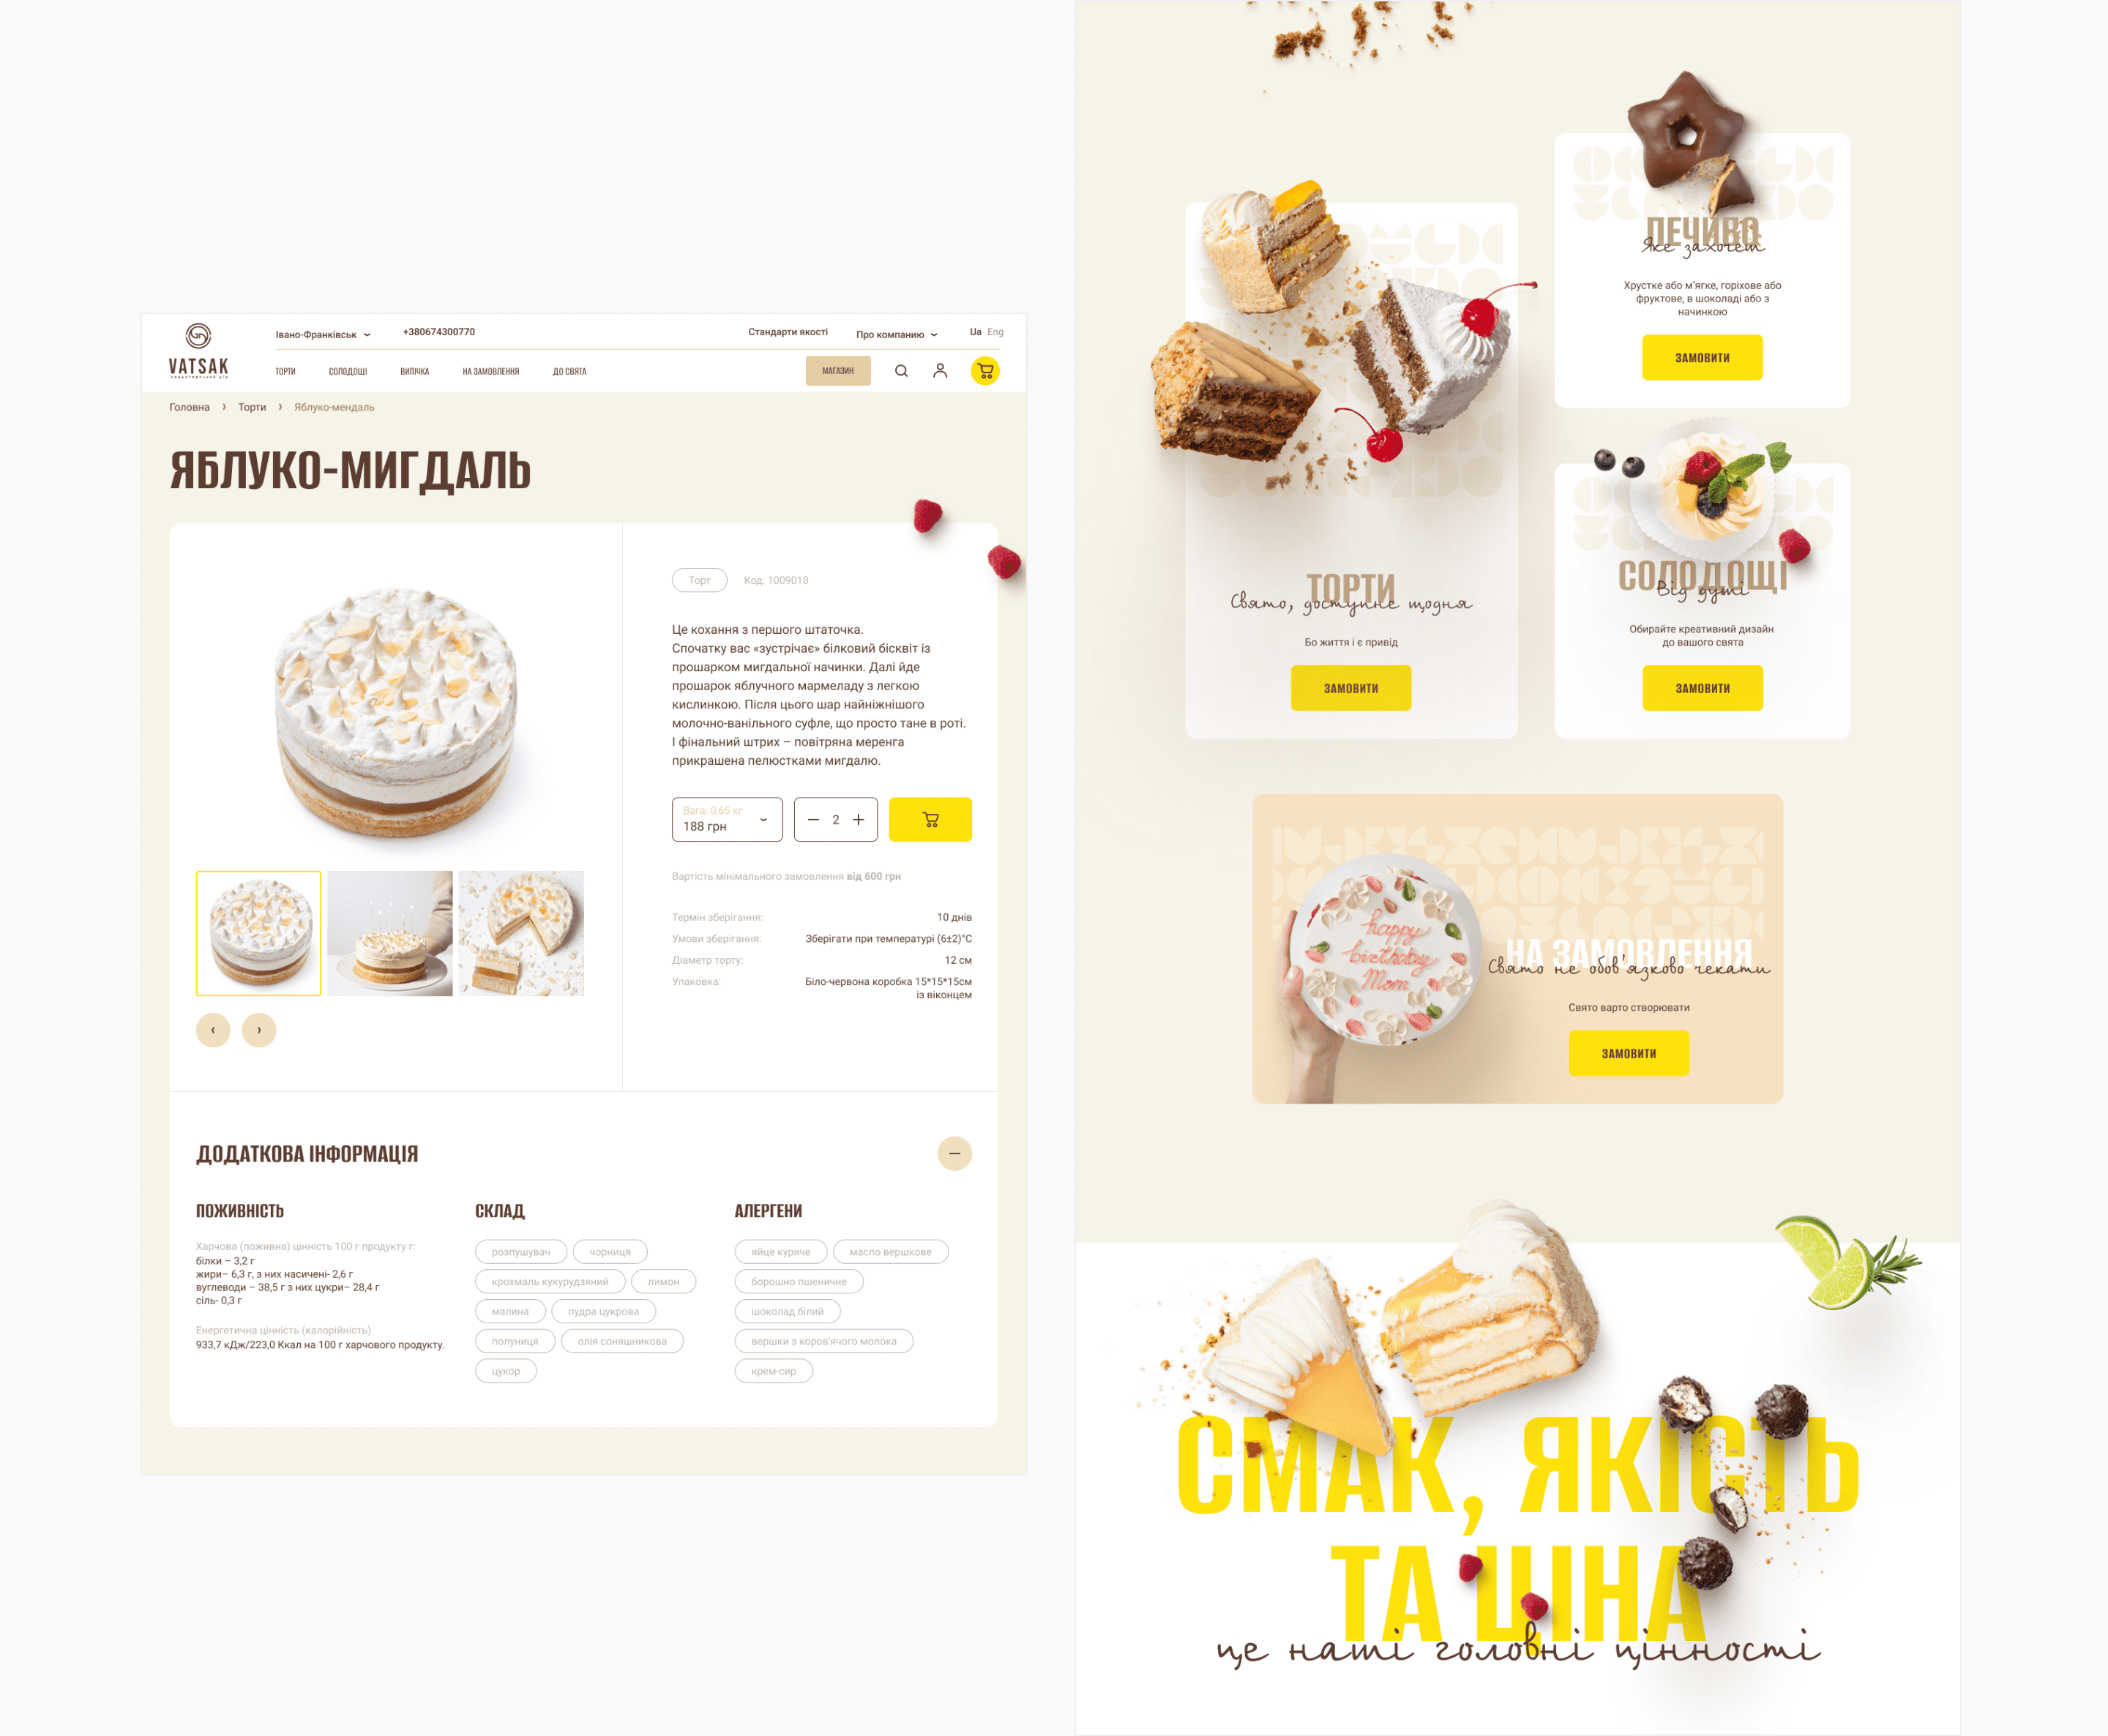 Івано-Франківськ
+380674300770
Стандарти якості
Про компанию
Ua Eng
VATSAK
ТОРТИ
СОЛОДОЩІ
ВИПІЧКА
НА ЗАМОВЛЕННЯ
ДО СВЯТА
МАГАЗИН
Головна
Торти
Яблуко-мендаль
ЯБЛУКО-МИГДАЛЬ
Торт
Код: 1009018
Це кохання з першого штаточка.
Спочатку вас «зустрічає» білковий бісквіт із
прошарком мигдальної начинки. Далі йде
прошарок яблучного мармеладу з легкою
кислинкою. Після цього шар найніжнішого
молочно-ванільного суфле, що просто тане в роті.
І фінальний штрих – повітряна меренга
прикрашена пелюстками мигдалю.
Вага: 0,65 кг
188 грн
2
Вартість мінімального замовлення від 600 грн
Термін зберігання:
10 днів
Умови зберігання:
Зберігати при температурі (6±2)°С
Діаметр торту:
12 см
Упаковка:
Біло-червона коробка 15*15*15см
із віконцем
ДОДАТКОВА ІНФОРМАЦІЯ
ПОЖИВНІСТЬ
Харчова (поживна) цінність 100 г продукту г:
білки – 3,2 г
жири– 6,3 г, з них насичені- 2,6 г
вуглеводи – 38,5 г з них цукри– 28,4 г
сіль- 0,3 г
Енергетична цінність (калорійність)
933,7 кДж/223,0 Ккал на 100 г харчового продукту.
СКЛАД
розпушувач
чорниця
крохмаль кукурудзяний
лимон
малина
пудра цукрова
полуниця
олія соняшникова
цукор
АЛЕРГЕНИ
яйце куряче
масло вершкове
борошно пшеничне
шоколад білий
вершки з коров'ячого молока
крем-сир
ПЕЧИВО
Яке захочеш
Хрустке або м'ягке, горіхове або
фруктове, в шоколаді або з
начинкою
ЗАМОВИТИ
ТОРТИ
Свято, доступне щодня
Бо життя і є привід
ЗАМОВИТИ
СОЛОДОЩІ
Від душі
Обирайте креативний дизайн
до вашого свята
ЗАМОВИТИ
happy
birthday
Mom
НА ЗАМОВЛЕННЯ
Свято не обов'язково чекати
Свято варто створювати
ЗАМОВИТИ
СМАК, ЯКІСТЬ
ТА ЦІНА
це наші головні цінності